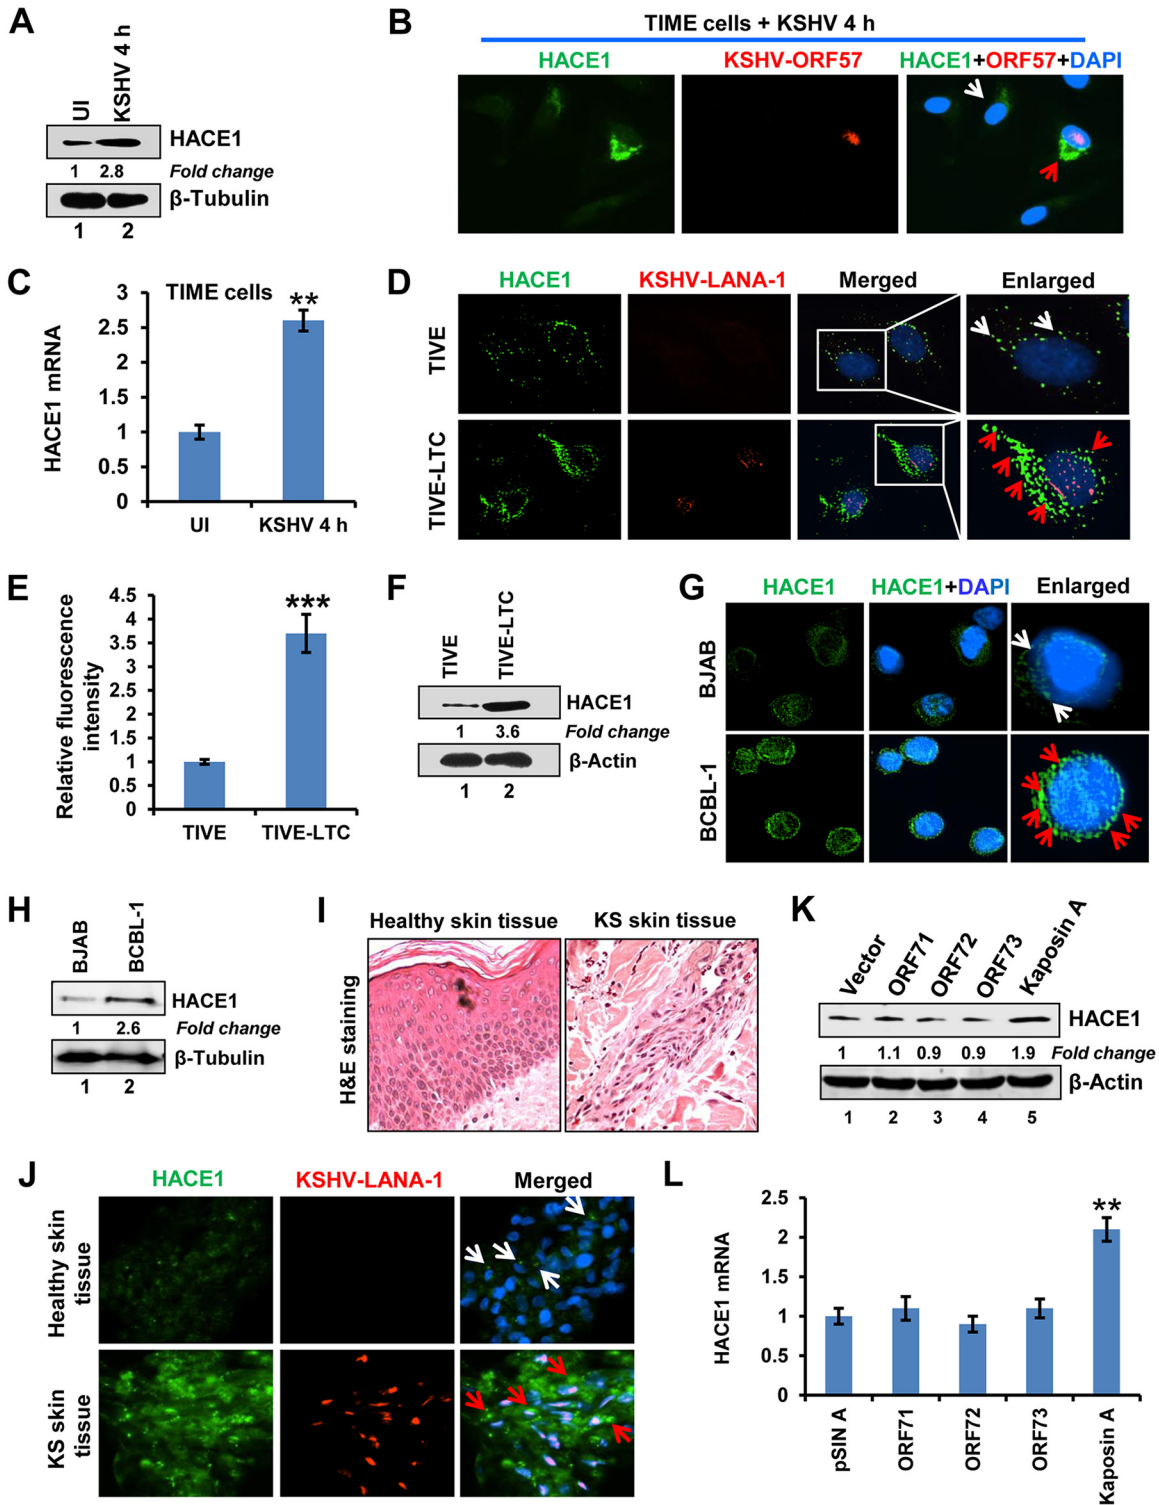 A
UI
KSHV 4 h
HACE1
1 2.8 Fold change
β-Tubulin
1 2
B
TIME cells + KSHV 4 h
HACE1 KSHV-ORF57 HACE1+ORF57+DAPI
C
TIME cells
HACE1 mRNA
3
2.5
2
1.5
1
0.5
0
**
UI KSHV 4 h
D
HACE1 KSHV-LANA-1 Merged Enlarged
TIVE
TIVE-LTC
E
Relative fluorescence
intensity
4.5
4
3.5
3
2.5
2
1.5
1
0.5
0
***
TIVE TIVE-LTC
F
TIVE
TIVE-LTC
HACE1
1 3.6 Fold change
β-Actin
1 2
G
HACE1 HACE1+DAPI Enlarged
BJAB
BCBL-1
H
BJAB
BCBL-1
HACE1
1 2.6 Fold change
β-Tubulin
1 2
I
Healthy skin tissue KS skin tissue
H&E staining
K
Vector
ORF71
ORF72
ORF73
Kaposin A
HACE1
1 1.1 0.9 0.9 1.9 Fold change
β-Actin
1 2 3 4 5
J
HACE1 KSHV-LANA-1 Merged
Healthy skin
tissue
KS skin
tissue
L
HACE1 mRNA
2.5
2
1.5
1
0.5
0
**
pSIN A
ORF71
ORF72
ORF73
Kaposin A